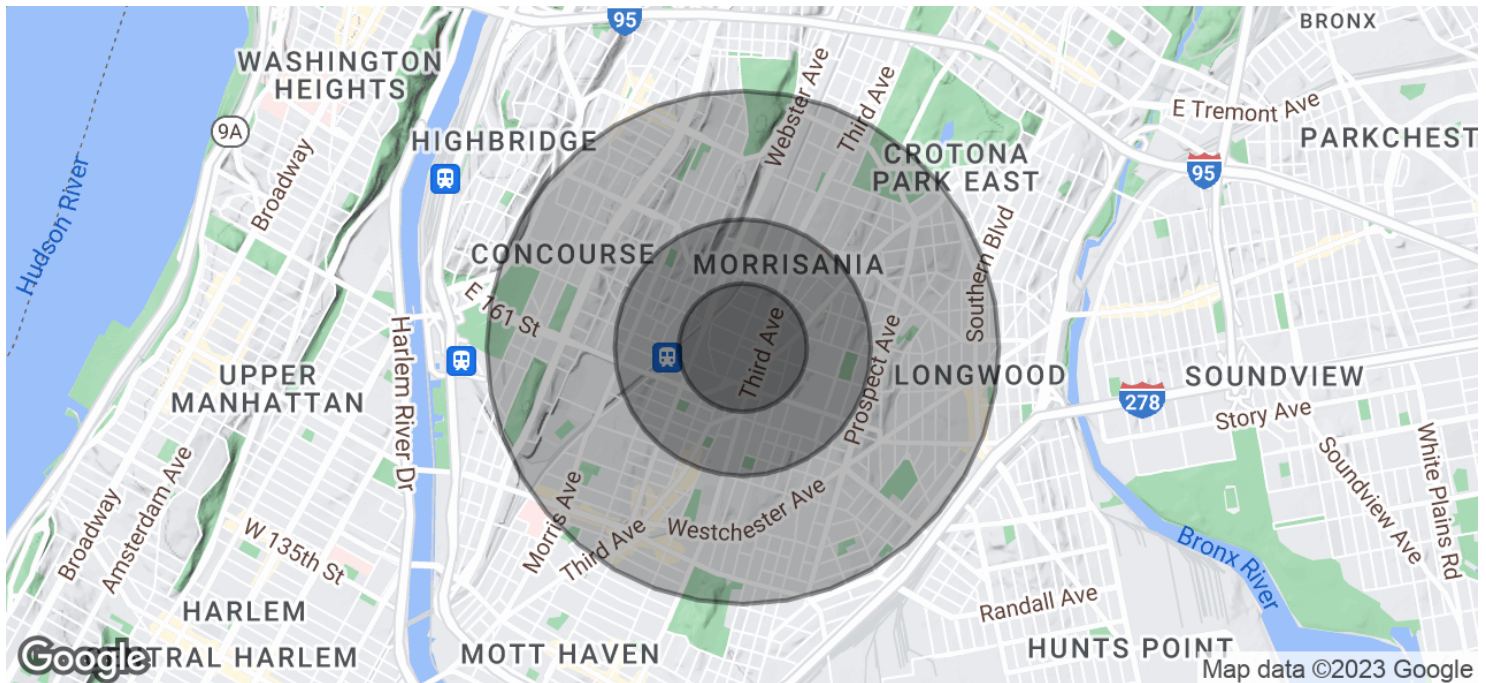 95
BRONX
WASHINGTON
HEIGHTS
Webster Ave
Third Ave
E Tremont Ave
9A
HIGHBRIDGE
PARKCHEST
Broadway
CROTONA
PARK EAST
95
Hudson River
CONCOURSE
MORRISANIA
Southern Blvd
E 161 St
Third Ave
Prospect Ave
Harlem River Dr
UPPER
MANHATTAN
LONGWOOD
SOUNDVIEW
278
Story Ave
Amsterdam Ave
Broadway
W 135th St
Morris Ave
Third Ave
Westchester Ave
Soundview Ave
White Plains Rd
Bronx River
Randall Ave
HARLEM
MOTT HAVEN
HUNTS POINT
Google
TRAL HARLEM
Map data ©2023 Google